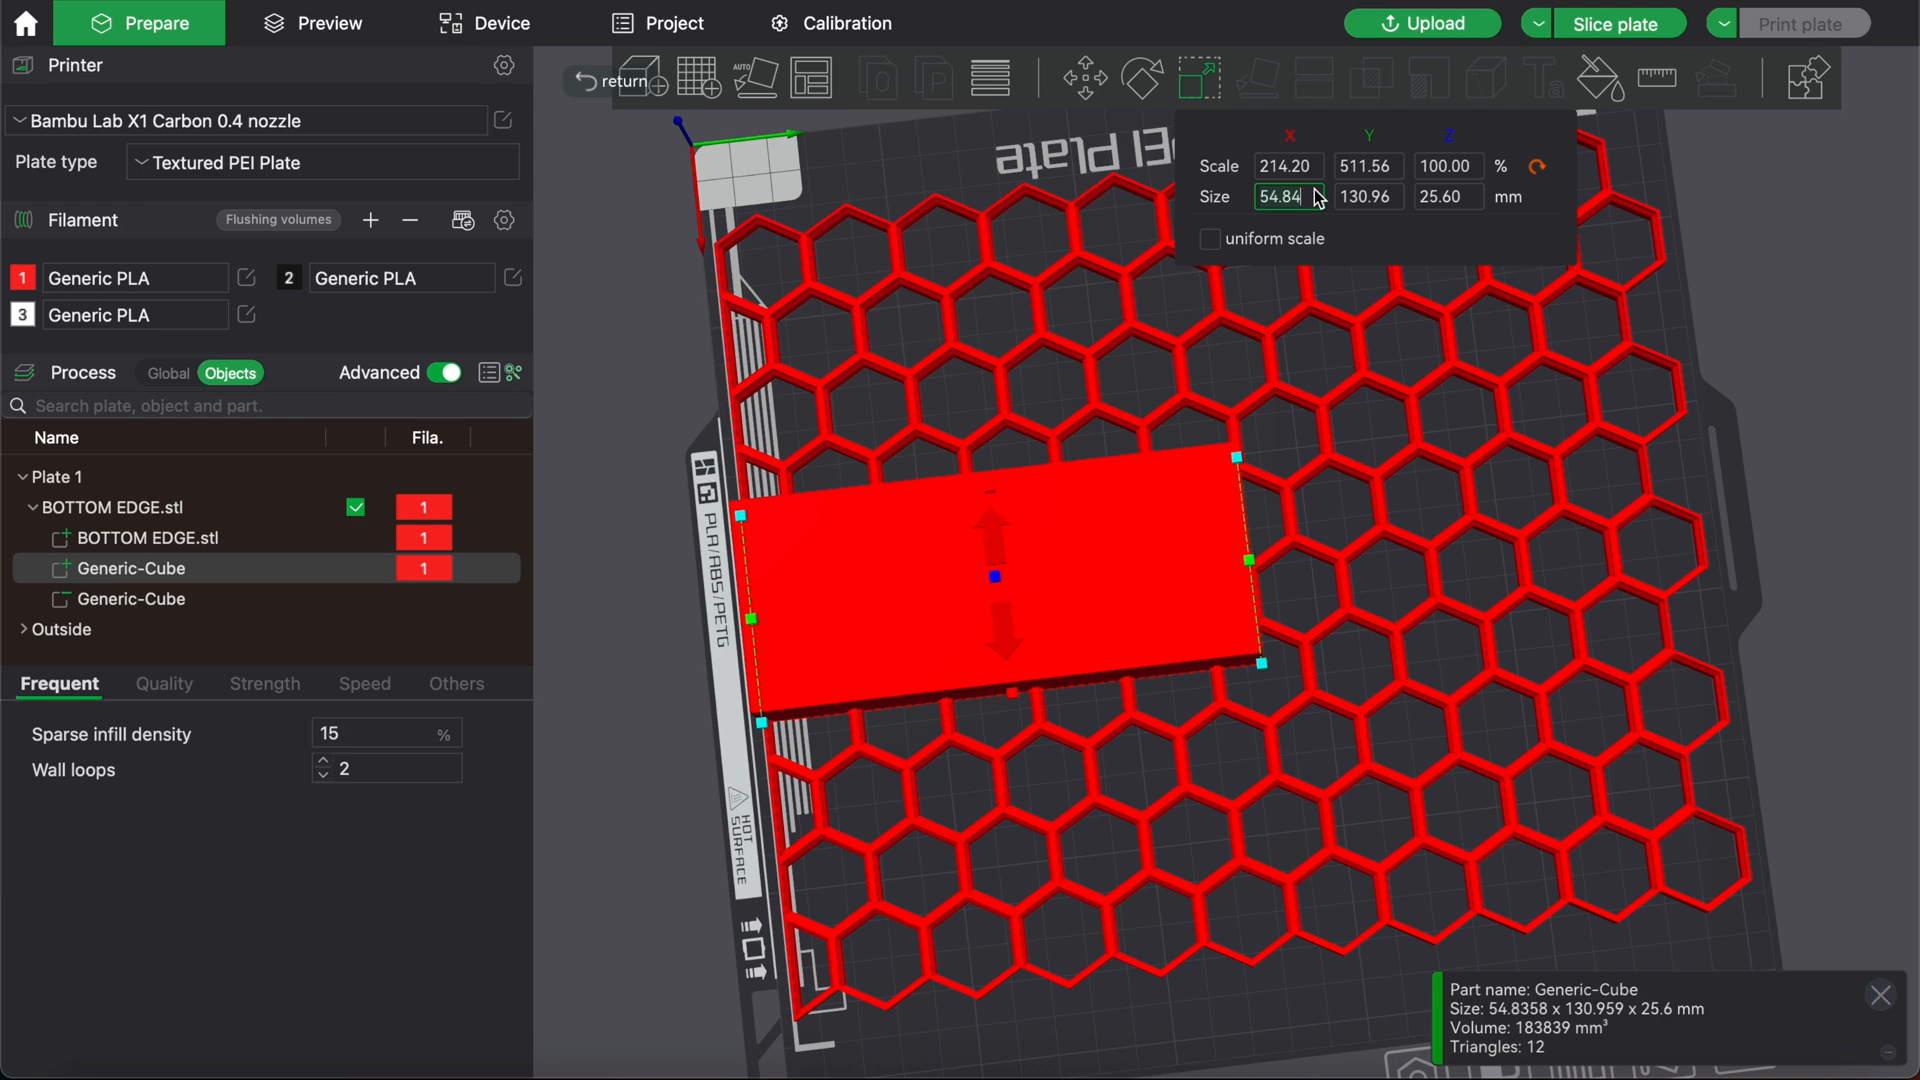 Prepare
Preview
Device
Project
Calibration
Upload
Slice plate
Print plate
Printer
AUTO
return
Bambu Lab X1 Carbon 0.4 nozzle
Plate type
Textured PEI Plate
X Y Z
Scale 214.20 511.56 100.00 %
Size 54.84 130.96 25.60 mm
uniform scale
Filament
Flushing volumes
1 Generic PLA
2 Generic PLA
3 Generic PLA
Process
Global
Objects
Advanced
Search plate, object and part.
Name
Fila.
Plate 1
BOTTOM EDGE.stl 1
BOTTOM EDGE.stl 1
Generic-Cube 1
Generic-Cube
Outside
Frequent
Quality
Strength
Speed
Others
Sparse infill density 15 %
Wall loops 2
PLA/ABS/PETG
HOT
SURFACE
Part name: Generic-Cube
Size: 54.8358 x 130.959 x 25.6 mm
Volume: 183839 mm³
Triangles: 12